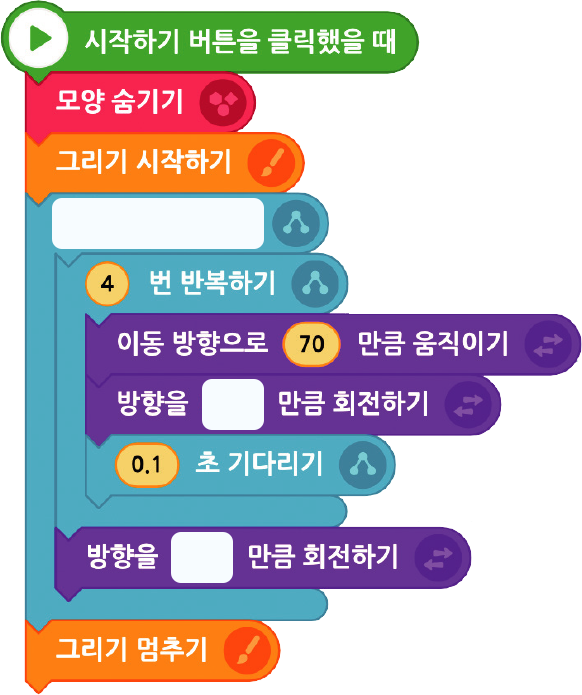 시작하기 버튼을 클릭했을 때
모양 숨기기
그리기 시작하기
4 번 반복하기
이동 방향으로 70 만큼 움직이기
방향을 만큼 회전하기
0.1 초 기다리기
방향을 만큼 회전하기
그리기 멈추기